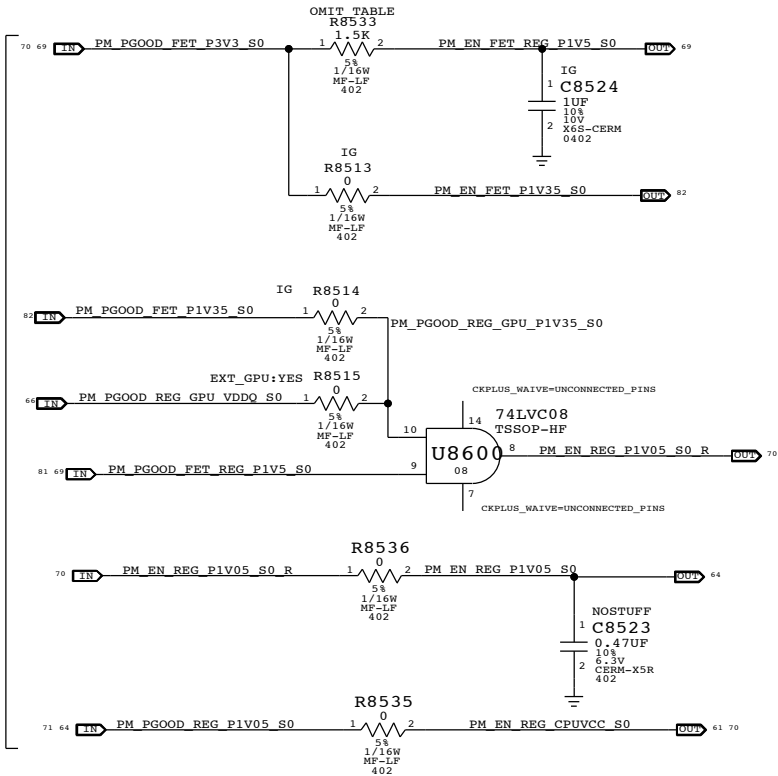 OMIT_TABLE
R8533
1.5K
70 69 IN PM_PGOOD_FET_P3V3_S0 1 2 PM_EN_FET_REG_P1V5_S0 OUT 69
5%
1/16W
MF-LF
402
IG
1 C8524
1UF
10%
10V
2 X6S-CERM
0402
IG
R8513
0
1 2 PM_EN_FET_P1V35_S0 OUT 82
5%
1/16W
MF-LF
402
IG R8514
0
82 IN PM_PGOOD_FET_P1V35_S0 1 2
PM_PGOOD_REG_GPU_P1V35_S0
5%
1/16W
MF-LF
402
EXT_GPU:YES R8515
0
66 IN PM_PGOOD_REG_GPU_VDDQ_S0 1 2
5%
1/16W
MF-LF
402
CKPLUS_WAIVE=UNCONNECTED_PINS
14 74LVC08
TSSOP-HF
10
U8600 8 PM_EN_REG_P1V05_S0_R OUT 70
08
81 69 IN PM_PGOOD_FET_REG_P1V5_S0 9
7
CKPLUS_WAIVE=UNCONNECTED_PINS
R8536
0
70 IN PM_EN_REG_P1V05_S0_R 1 2 PM_EN_REG_P1V05_S0 OUT 64
5%
1/16W
MF-LF
402
NOSTUFF
1 C8523
0.47UF
10%
2 6.3V
CERM-X5R
402
R8535
0
71 64 IN PM_PGOOD_REG_P1V05_S0 1 2 PM_EN_REG_CPUVCC_S0 OUT 61 70
5%
1/16W
MF-LF
402